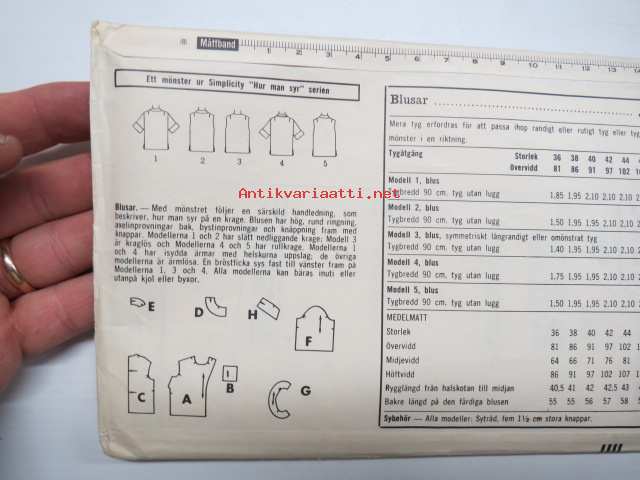 Måttband 1 2 3 4 5 6 7 8 9 10 11 12 13 14
Ett mönster ur Simplicity "Hur man syr" serien
1 2 3 4 5
Antikvariaatti.net
Blusar. — Med mönstret följer en särskild handledning, som
beskriver, hur man syr på en krage. Blusen har hög, rund ringning,
axelinprovningar bak, bystinprovningar och knäppning fram med
knappar. Modellerna 1 och 2 har slätt nedliggande krage; Modell 3
är kraglös och Modellerna 4 och 5 har rullkrage. Modellerna 1
och 4 har isydda ärmar med helskurna uppslag; de övriga
modellerna är ärmlösa. En bröstficka sys fast till vänster fram på
Modellerna 1, 3 och 4. Alla modellerna kan bäras inuti eller
utanpå kjol eller byxor.
E D H F
C A B G
Blusar
Mera tyg erfordras för att passa ihop randigt eller rutigt tyg eller tyg
mönster i en riktning.
Tygåtgång Storlek 36 38 40 42 44
Övervidd 81 86 91 97 102
Modell 1, blus
Tygbredd 90 cm. tyg utan lugg 1,85 1,95 2,10 2,10 2,10
Modell 2, blus
Tygbredd 90 cm. tyg utan lugg 1,50 1,95 2,10 2,10 2,10
Modell 3, blus, symmetriskt långrandigt eller omönstrat tyg
Tygbredd 90 cm. tyg utan lugg 1,40 1,95 1,95 2,10
Modell 4, blus
Tygbredd 90 cm. tyg utan lugg 1,75 1,95 1,95 2,10 2,10
Modell 5, blus
Tygbredd 90 cm. tyg utan lugg 1,50 1,95 1,95 2,10 2,10
MEDELMÅTT
Storlek 36 38 40 42 44
Övervidd 81 86 91 97 102
Midjevidd 64 66 71 76 81
Höftvidd 86 91 97 102 107
Rygglängd från halskotan till midjan 40,5 41 42 42,5 43
Bakre längd på den färdiga blusen 55 55 56 57 58
Sybehör — Alla modeller: Sytråd, fem 1½ cm stora knappar.